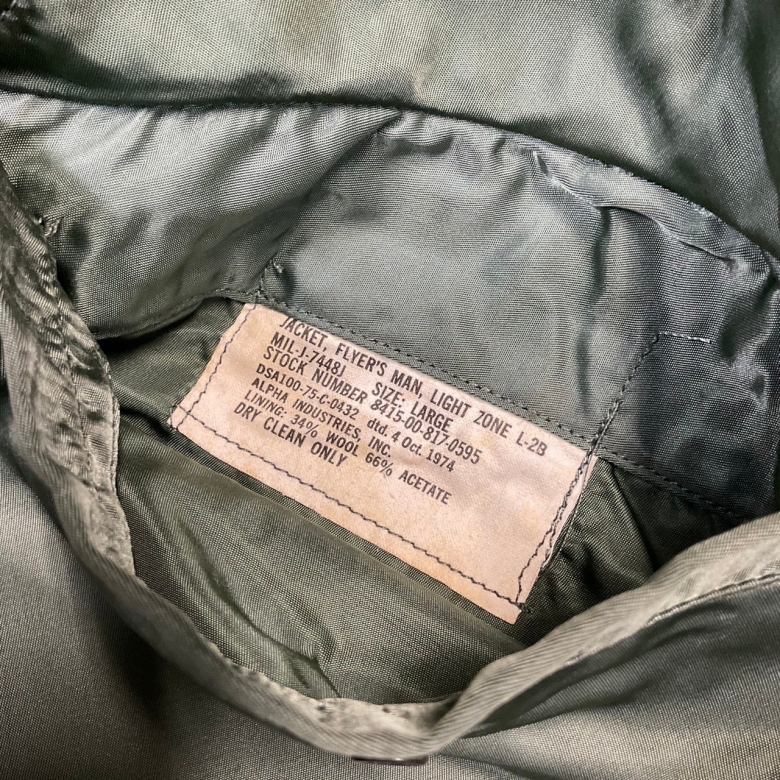 JACKET, FLYER'S MAN, LIGHT ZONE L-2B
MIL-J-7448J SIZE: LARGE
STOCK NUMBER 8415-00-817-0595
DSA100-75-C-0432 dtd. 4 Oct. 1974
ALPHA INDUSTRIES, INC.
LINING: 34% WOOL 66% ACETATE
DRY CLEAN ONLY